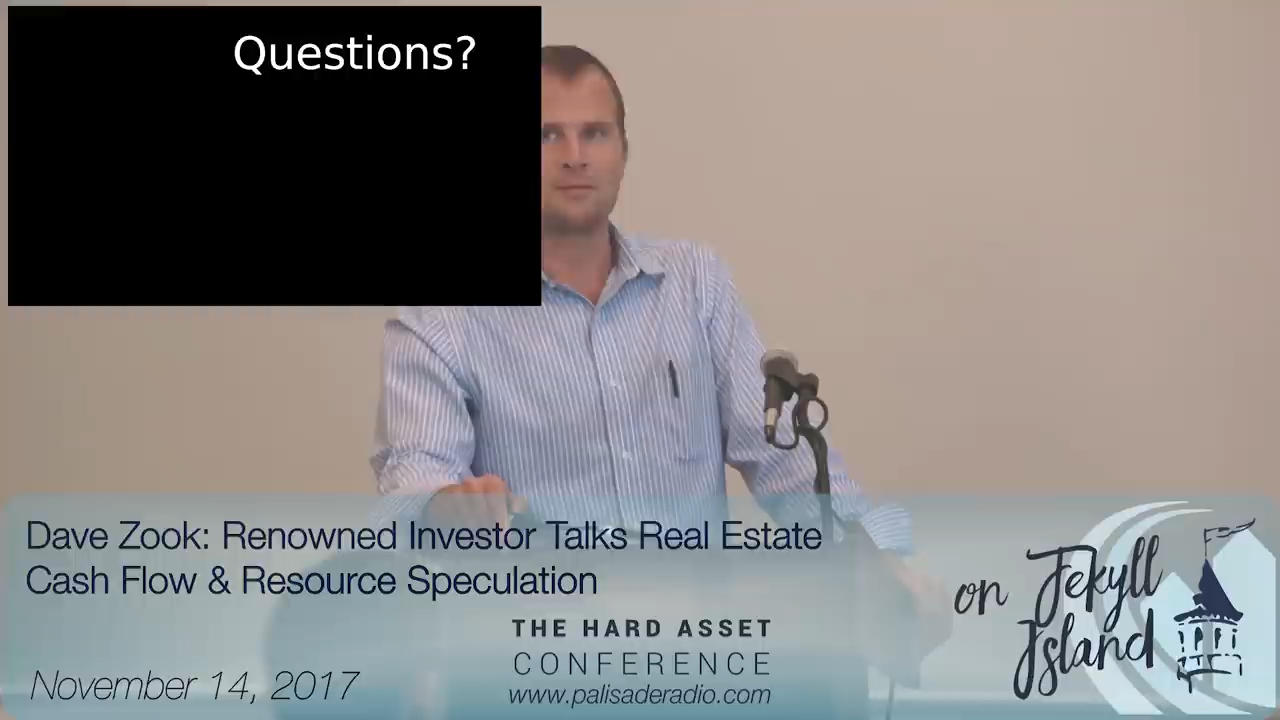 Questions?
Dave Zook: Renowned Investor Talks Real Estate
Cash Flow & Resource Speculation
THE HARD ASSET
CONFERENCE
www.palisaderadio.com
November 14, 2017
on Jekyll
Island